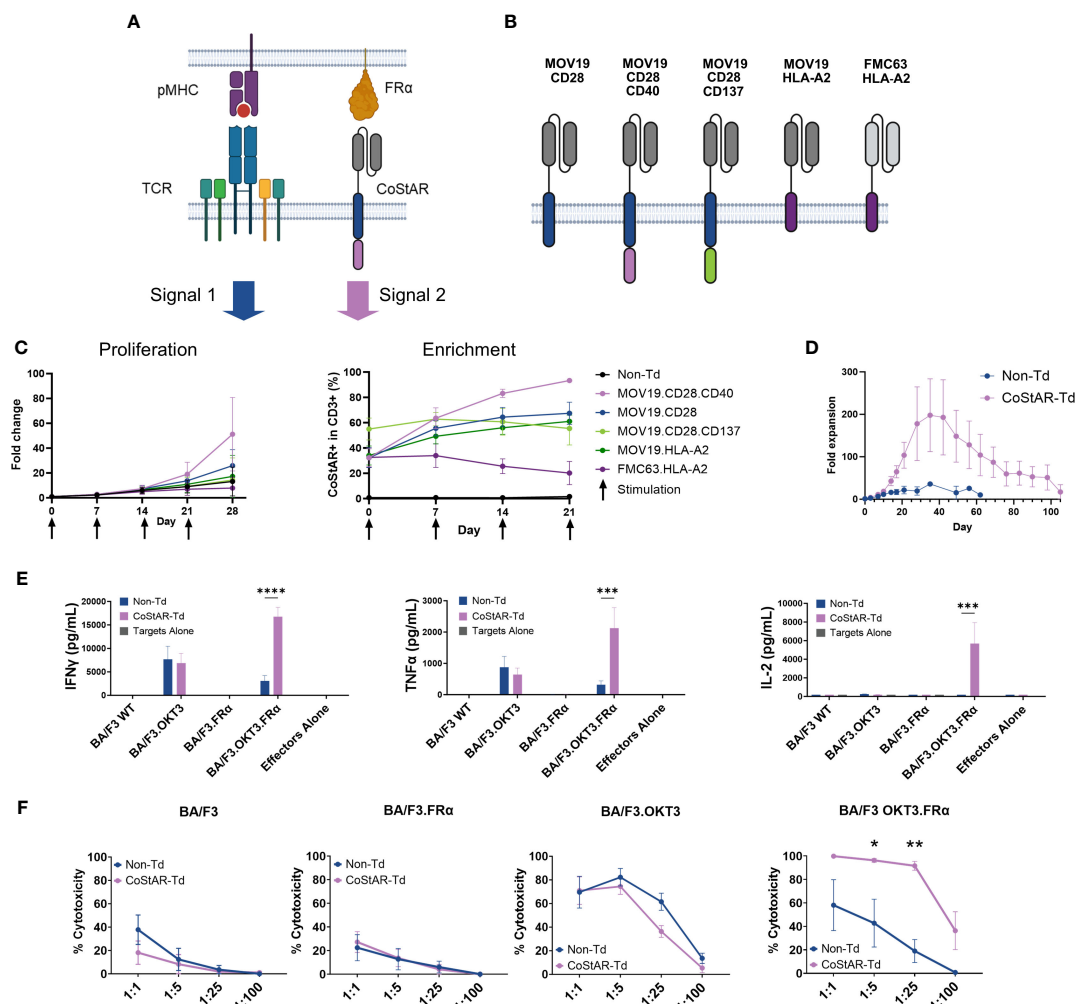 A
pMHC
FRα
TCR
CoStAR
Signal 1
Signal 2
B
MOV19
CD28
MOV19
CD28
CD40
MOV19
CD28
CD137
MOV19
HLA-A2
FMC63
HLA-A2
C
Proliferation
Fold change
100
80
60
40
20
0
0
7
14
21
28
Day
Enrichment
CoStAR+ in CD3+ (%)
100
80
60
40
20
0
0
7
14
21
Day
Non-Td
MOV19.CD28.CD40
MOV19.CD28
MOV19.CD28.CD137
MOV19.HLA-A2
FMC63.HLA-A2
Stimulation
D
Fold expansion
300
200
100
0
0
20
40
60
80
100
Day
Non-Td
CoStAR-Td
E
IFNγ (pg/mL)
20000
15000
10000
5000
0
Non-Td
CoStAR-Td
Targets Alone
****
BA/F3 WT
BA/F3.OKT3
BA/F3.FRα
BA/F3.OKT3.FRα
Effectors Alone
TNFα (pg/mL)
3000
2000
1000
0
Non-Td
CoStAR-Td
Targets Alone
***
BA/F3 WT
BA/F3.OKT3
BA/F3.FRα
BA/F3.OKT3.FRα
Effectors Alone
IL-2 (pg/mL)
10000
8000
6000
4000
2000
0
Non-Td
CoStAR-Td
Targets Alone
***
BA/F3 WT
BA/F3.OKT3
BA/F3.FRα
BA/F3.OKT3.FRα
Effectors Alone
F
BA/F3
% Cytotoxicity
100
80
60
40
20
0
Non-Td
CoStAR-Td
1:1
1:5
1:25
1:100
BA/F3.FRα
% Cytotoxicity
100
80
60
40
20
0
Non-Td
CoStAR-Td
1:1
1:5
1:25
1:100
BA/F3.OKT3
% Cytotoxicity
100
80
60
40
20
0
Non-Td
CoStAR-Td
1:1
1:5
1:25
1:100
BA/F3 OKT3.FRα
% Cytotoxicity
100
80
60
40
20
0
* **
Non-Td
CoStAR-Td
1:1
1:5
1:25
1:100